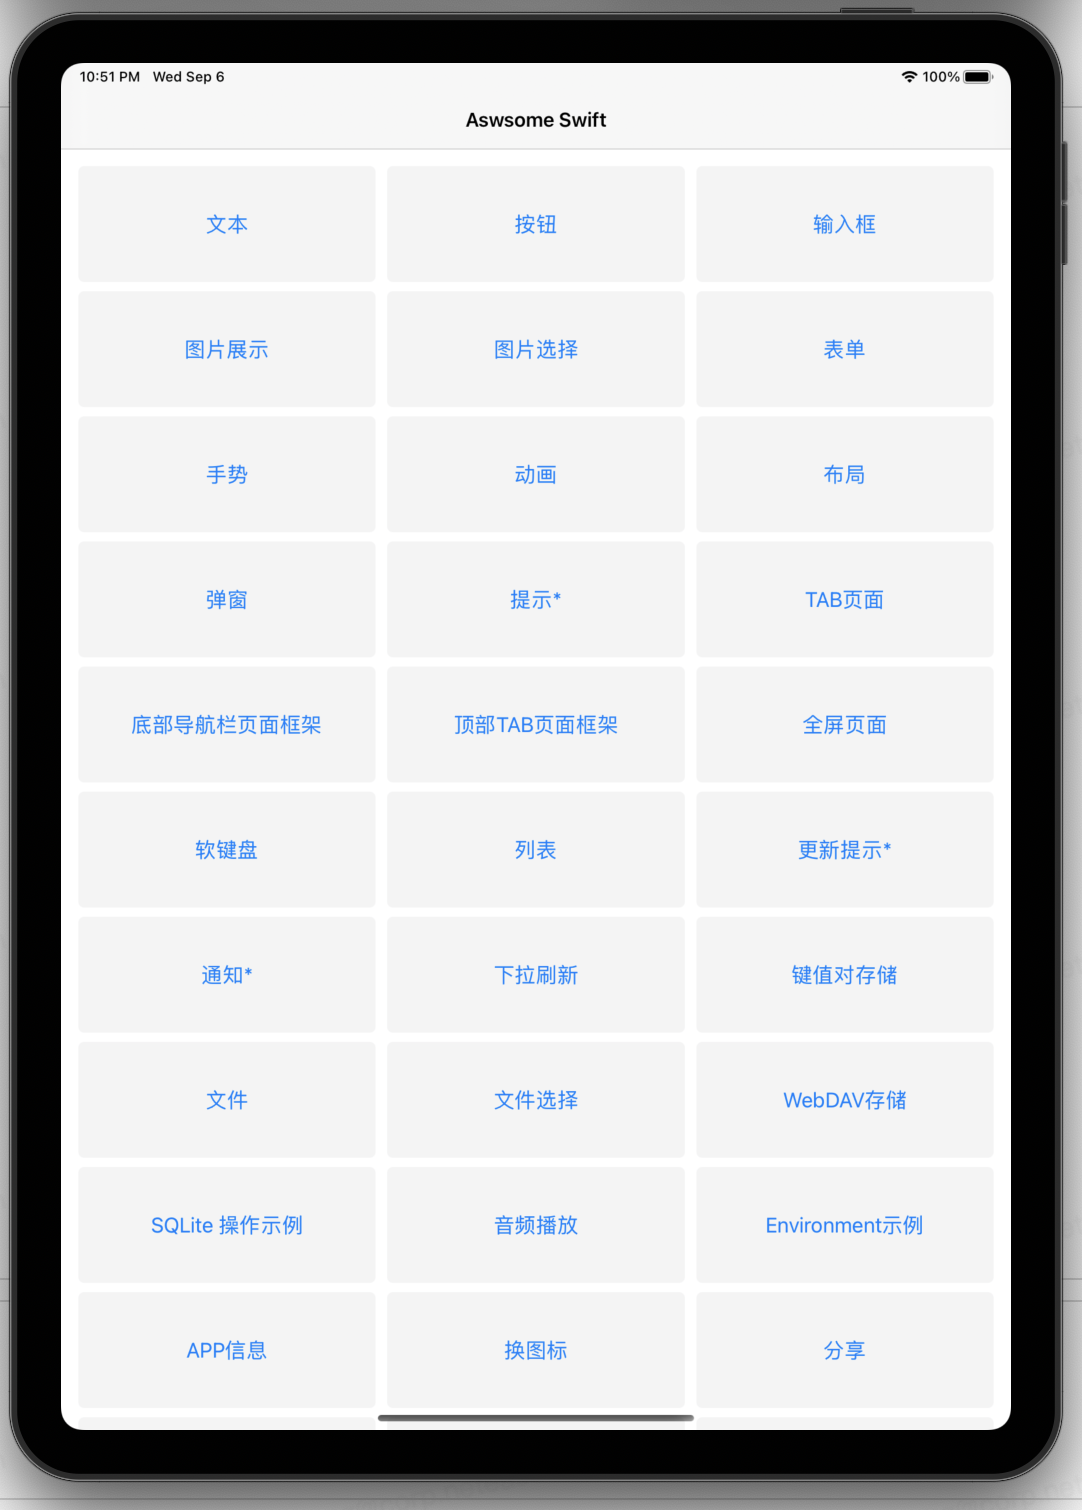 10:51 PM Wed Sep 6 100%
Aswsome Swift
文本 按钮 输入框
图片展示 图片选择 表单
手势 动画 布局
弹窗 提示* TAB页面
底部导航栏页面框架 顶部TAB页面框架 全屏页面
软键盘 列表 更新提示*
通知* 下拉刷新 键值对存储
文件 文件选择 WebDAV存储
SQLite 操作示例 音频播放 Environment示例
APP信息 换图标 分享